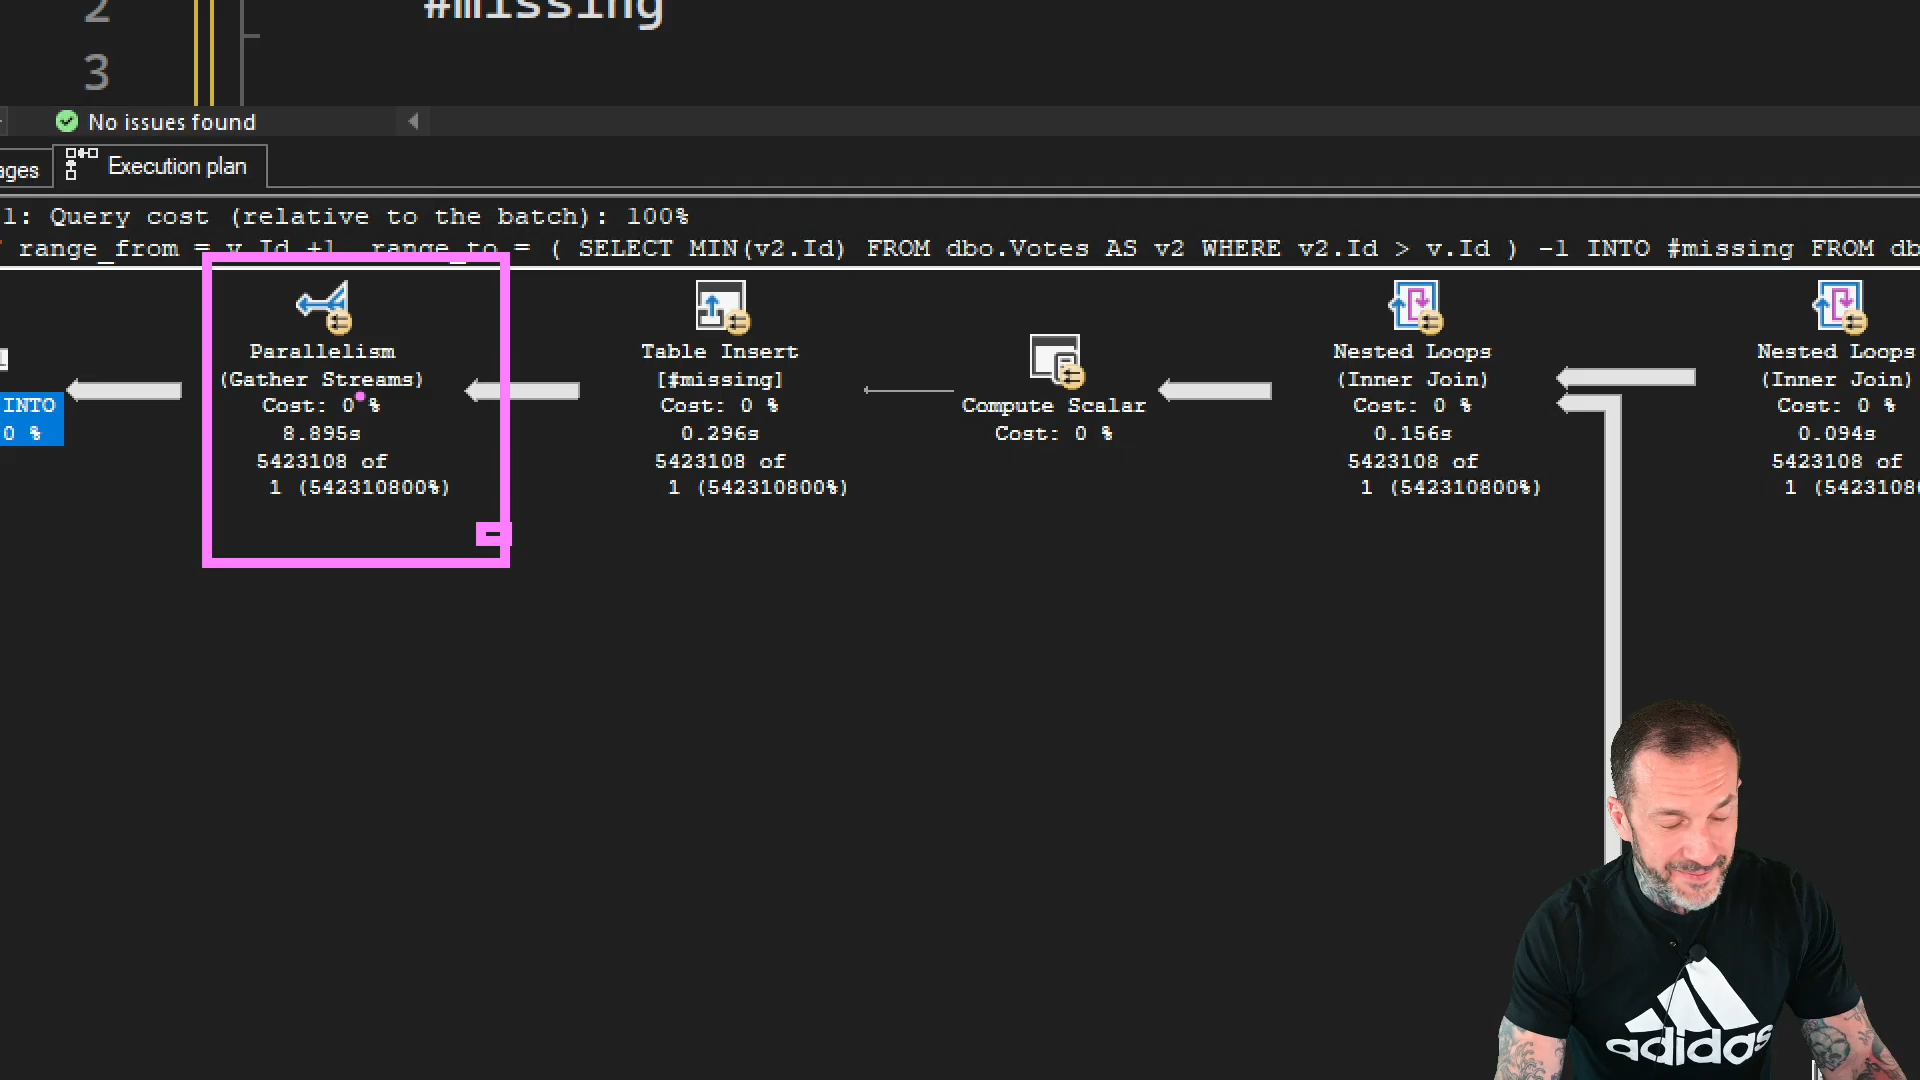 2
#missing
3
No issues found
ages
Execution plan
1: Query cost (relative to the batch): 100%
range_from = v.Id +1, range_to = ( SELECT MIN(v2.Id) FROM dbo.Votes AS v2 WHERE v2.Id > v.Id ) -1 INTO #missing FROM db
INTO
0 %
Parallelism
(Gather Streams)
Cost: 0 %
8.895s
5423108 of
1 (542310800%)
Table Insert
[#missing]
Cost: 0 %
0.296s
5423108 of
1 (542310800%)
Compute Scalar
Cost: 0 %
Nested Loops
(Inner Join)
Cost: 0 %
0.156s
5423108 of
1 (542310800%)
Nested Loops
(Inner Join)
Cost: 0 %
0.094s
5423108 of
1 (5423108
adidas